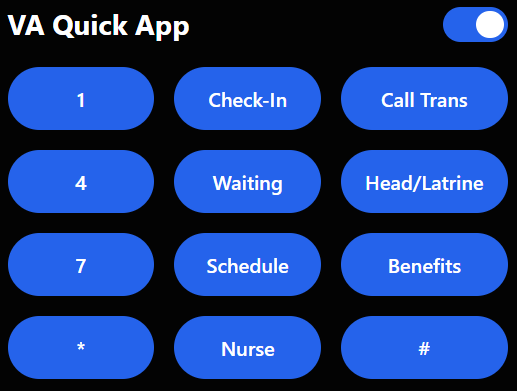 VA Quick App
1 Check-In Call Trans
4 Waiting Head/Latrine
7 Schedule Benefits
* Nurse #